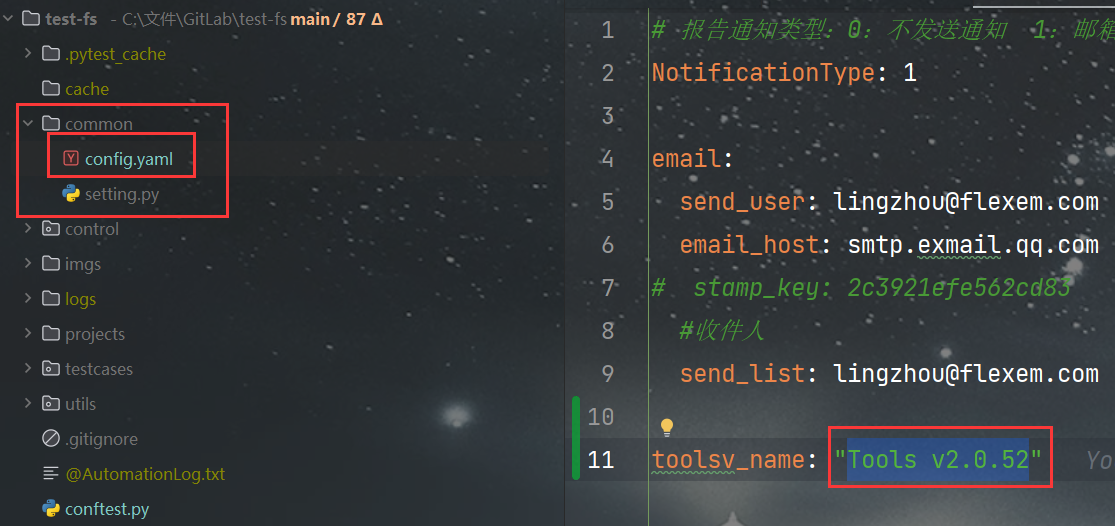 test-fs - C:\文件\GitLab\test-fs main / 87 Δ
.pytest_cache
cache
common
config.yaml
setting.py
control
imgs
logs
projects
testcases
utils
.gitignore
@AutomationLog.txt
conftest.py
1 # 报告通知类型：0：不发送通知 1：邮箱
2 NotificationType: 1
3
4 email:
5 send_user: lingzhou@flexem.com
6 email_host: smtp.exmail.qq.com
7 # stamp_key: 2c3921efe562cd83
8 #收件人
9 send_list: lingzhou@flexem.com
10
11 toolsv_name: "Tools v2.0.52" Yo